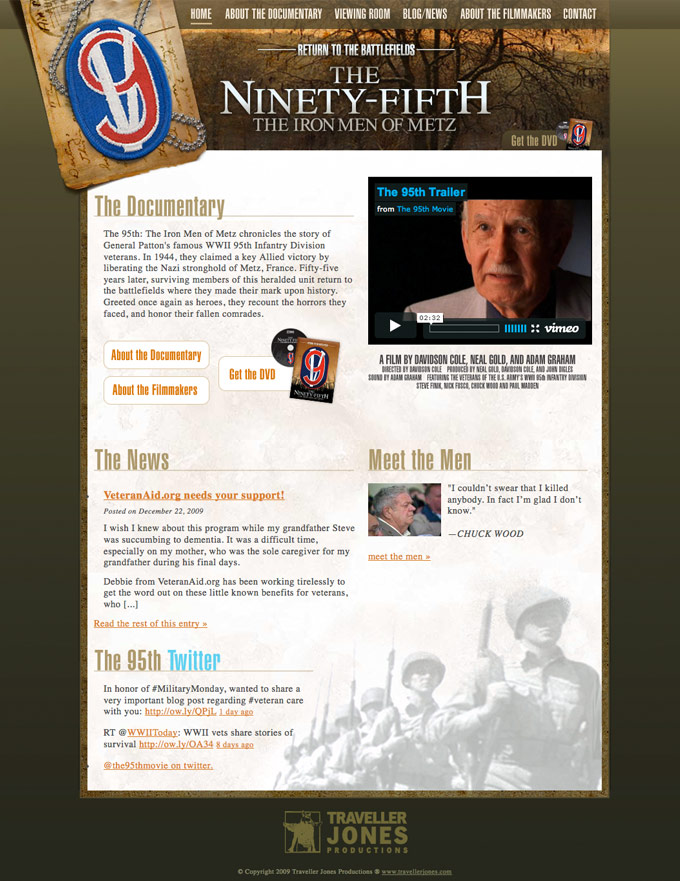 HOME ABOUT THE DOCUMENTARY VIEWING ROOM BLOG/NEWS ABOUT THE FILMMAKERS CONTACT
RETURN TO THE BATTLEFIELDS
THE
NINETY-FIFTH
THE IRON MEN OF METZ
Get the DVD
The Documentary
The 95th: The Iron Men of Metz chronicles the story of
General Patton's famous WWII 95th Infantry Division
veterans. In 1944, they claimed a key Allied victory by
liberating the Nazi stronghold of Metz, France. Fifty-five
years later, surviving members of this heralded unit return to
the battlefields where they made their mark upon history.
Greeted once again as heroes, they recount the horrors they
faced, and honor their fallen comrades.
About the Documentary
About the Filmmakers
Get the DVD
NINETY-FIFTH
The 95th Trailer
from The 95th Movie
02:32
vimeo
A FILM BY DAVIDSON COLE, NEAL GOLD, AND ADAM GRAHAM
DIRECTED BY DAVIDSON COLE PRODUCED BY NEAL GOLD, DAVIDSON COLE, AND JOHN DIGLES
SOUND BY ADAM GRAHAM FEATURING THE VETERANS OF THE U.S. ARMY'S WWII 95th INFANTRY DIVISION
STEVE FINK, NICK FUSCO, CHUCK WOOD AND PAUL MADDEN
The News
VeteranAid.org needs your support!
Posted on December 22, 2009
I wish I knew about this program while my grandfather Steve
was succumbing to dementia. It was a difficult time,
especially on my mother, who was the sole caregiver for my
grandfather during his final days.
Debbie from VeteranAid.org has been working tirelessly to
get the word out on these little known benefits for veterans,
who [...]
Read the rest of this entry »
Meet the Men
"I couldn't swear that I killed
anybody. In fact I'm glad I don't
know."
—CHUCK WOOD
meet the men »
The 95th Twitter
In honor of #MilitaryMonday, wanted to share a
very important blog post regarding #veteran care
with you: http://ow.ly/QPjL 1 day ago
RT @WWIIToday: WWII vets share stories of
survival http://ow.ly/OA34 8 days ago
@the95thmovie on twitter.
TRAVELLER
JONES
PRODUCTIONS
© Copyright 2009 Traveller Jones Productions ® www.travellerjones.com